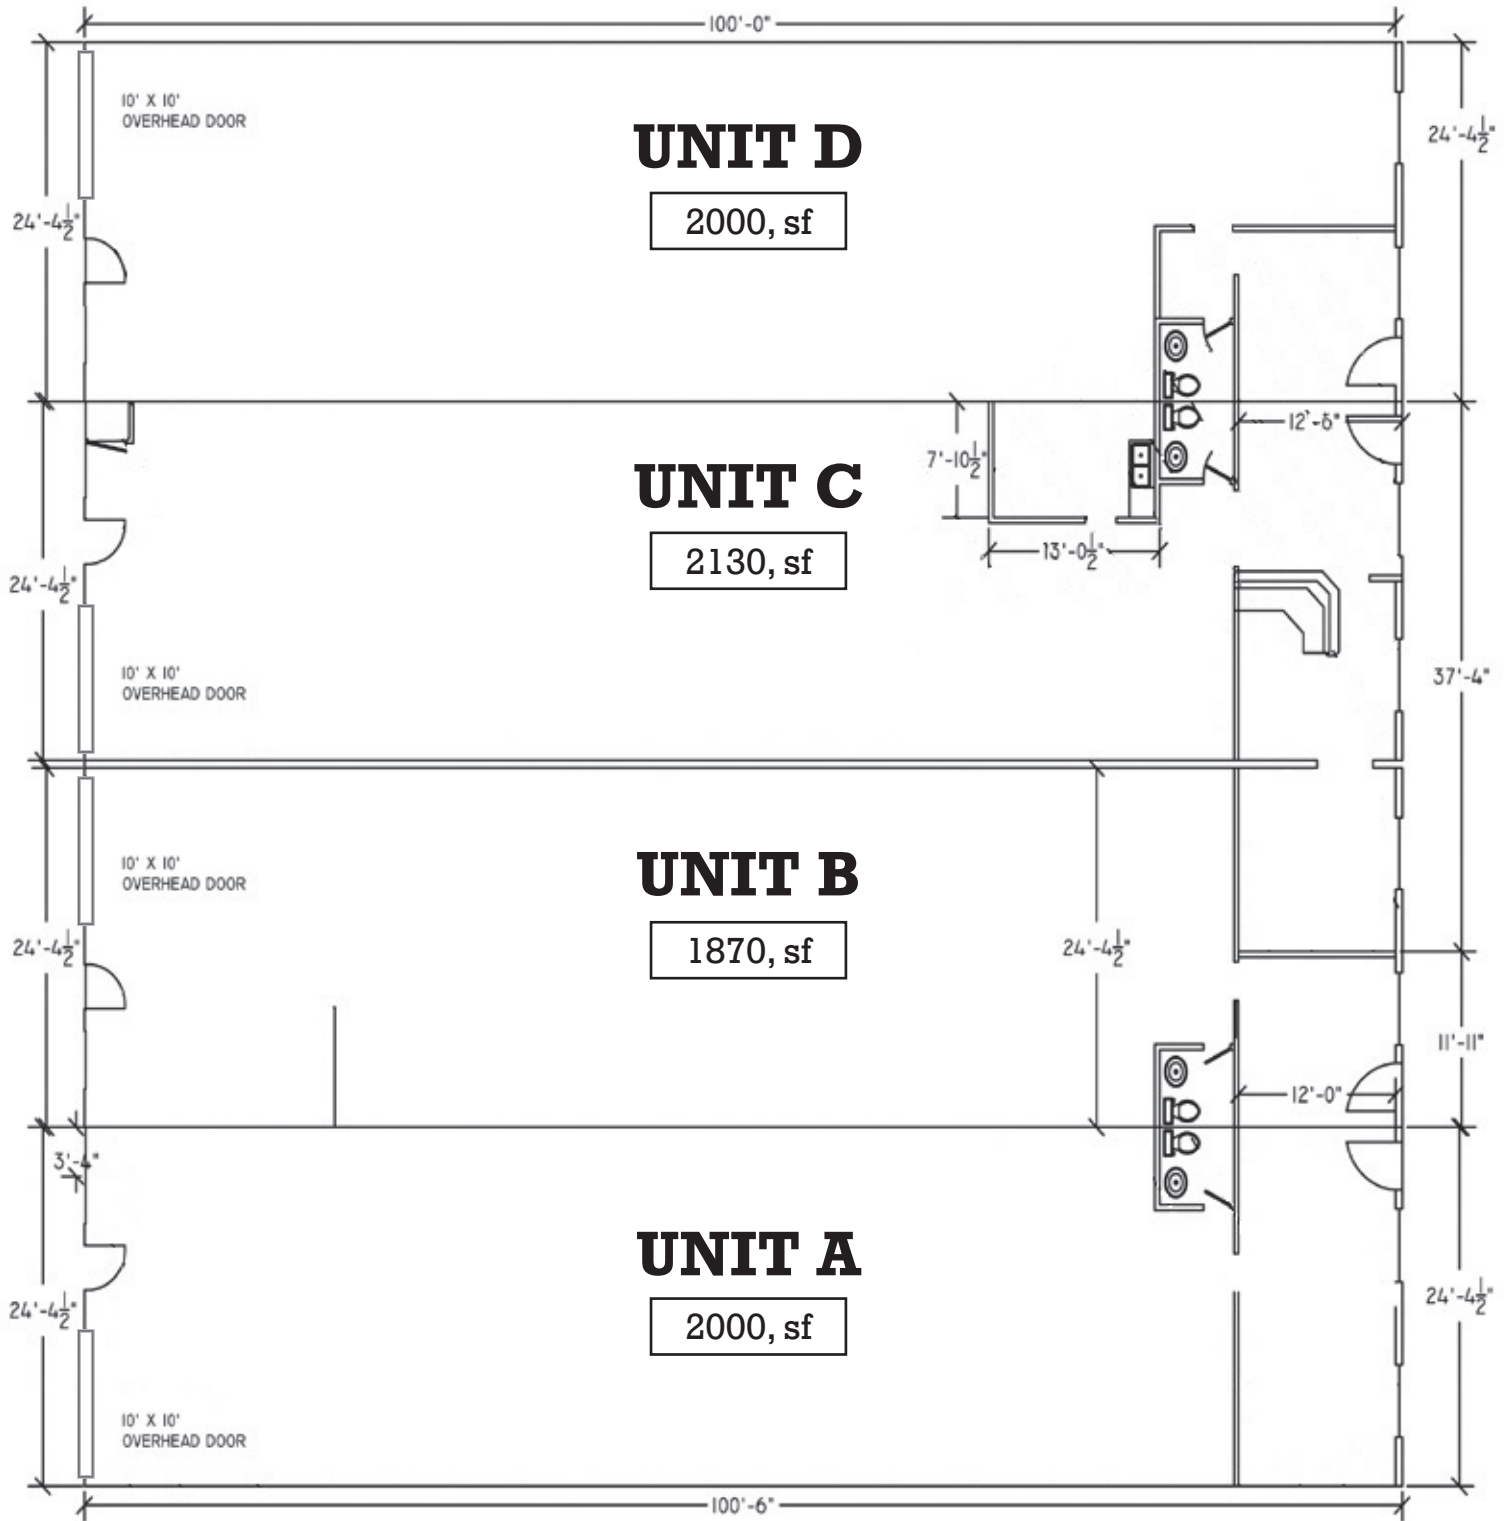 100'-0"
10' X 10'
OVERHEAD DOOR
UNIT D
24'-4½"
2000, sf
24'-4½"
12'-6"
7'-10½"
UNIT C
2130, sf
13'-0½"
24'-4½"
10' X 10'
OVERHEAD DOOR
37'-4"
10' X 10'
OVERHEAD DOOR
UNIT B
1870, sf
24'-4½"
24'-4½"
11'-11"
12'-0"
3'-4"
UNIT A
24'-4½"
24'-4½"
2000, sf
10' X 10'
OVERHEAD DOOR
100'-6"